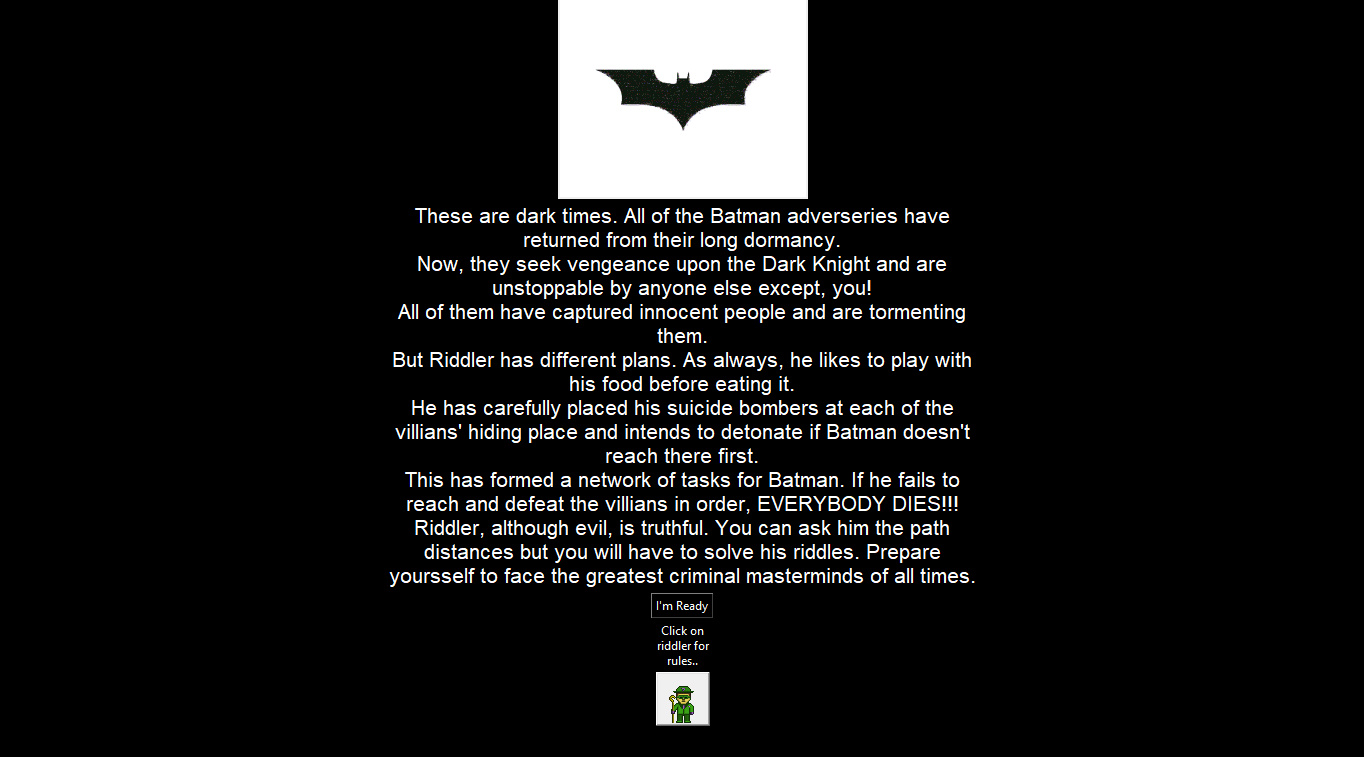 These are dark times. All of the Batman adverseries have
returned from their long dormancy.
Now, they seek vengeance upon the Dark Knight and are
unstoppable by anyone else except, you!
All of them have captured innocent people and are tormenting
them.
But Riddler has different plans. As always, he likes to play with
his food before eating it.
He has carefully placed his suicide bombers at each of the
villians' hiding place and intends to detonate if Batman doesn't
reach there first.
This has formed a network of tasks for Batman. If he fails to
reach and defeat the villians in order, EVERYBODY DIES!!!
Riddler, although evil, is truthful. You can ask him the path
distances but you will have to solve his riddles. Prepare
yoursself to face the greatest criminal masterminds of all times.
I'm Ready
Click on
riddler for
rules..